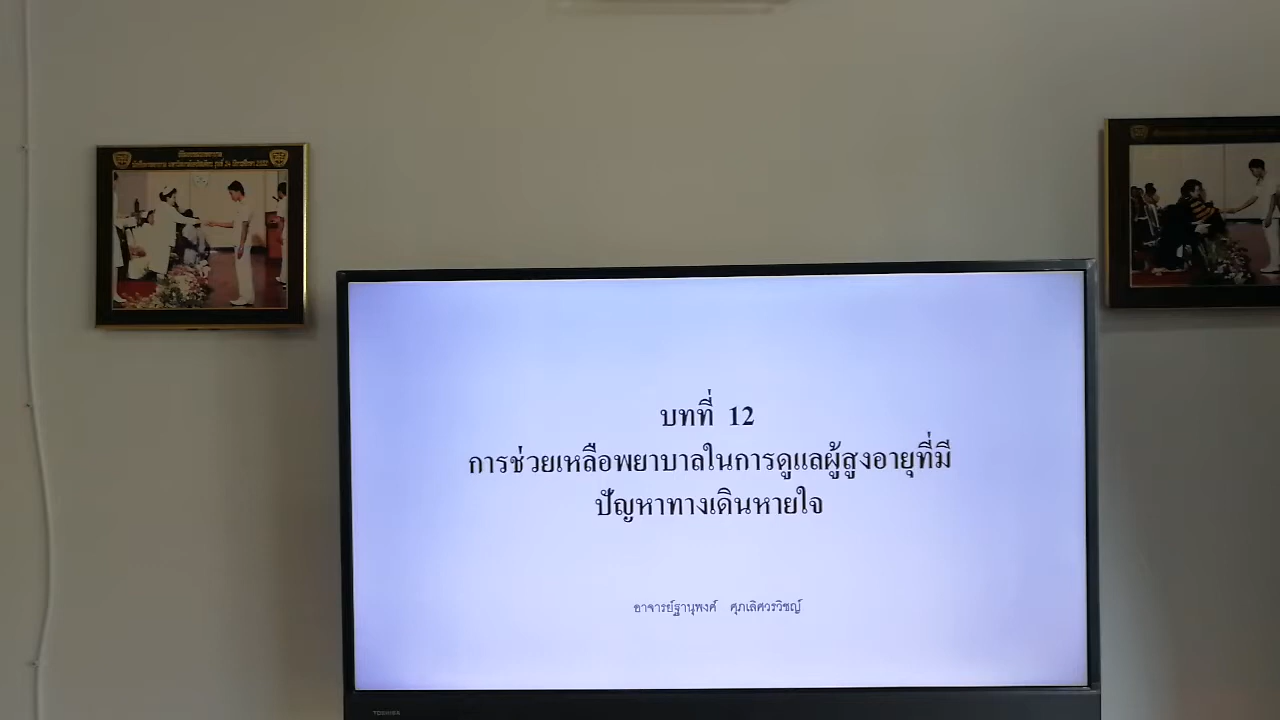 บทที่ 12
การช่วยเหลือพยาบาลในการดูแลผู้สูงอายุที่มี
ปัญหาทางเดินหายใจ
อาจารย์ฐานุพงศ์ ศุภเลิศวรวิชญ์
TOSHIBA